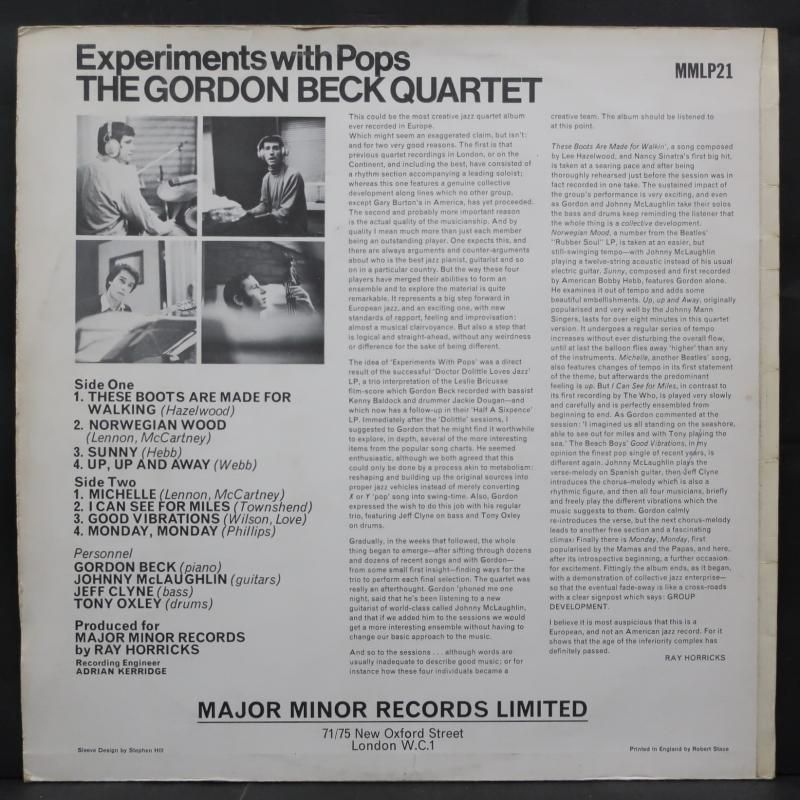 Experiments with Pops
THE GORDON BECK QUARTET
MMLP21
This could be the most creative jazz quartet album
ever recorded in Europe.
Which might seem an exaggerated claim, but isn't:
and for two very good reasons. The first is that
previous quartet recordings in London, or on the
Continent, and including the best, have consisted of
a rhythm section accompanying a leading soloist;
whereas this one features a genuine collective
development along lines which no other group,
except Gary Burton's in America, has yet proceeded.
The second and probably more important reason
is the actual quality of the musicianship. And by
quality I mean much more than just each member
being an outstanding player. One expects this, and
there are always arguments and counter-arguments
about who is the best jazz pianist, guitarist and so
on in a particular country. But the way these four
players have merged their abilities to form an
ensemble and to explore the material is quite
remarkable. It represents a big step forward in
European jazz, and an exciting one, with new
standards of rapport, feeling and improvisation:
almost a musical clairvoyance. But also a step that
is logical and straight-ahead, without any weirdness
or difference for the sake of being different.
The idea of 'Experiments With Pops' was a direct
result of the successful 'Doctor Dolittle Loves Jazz'
LP, a trio interpretation of the Leslie Bricusse
film-score which Gordon Beck recorded with bassist
Kenny Baldock and drummer Jackie Dougan—and
which now has a follow-up in their 'Half A Sixpence'
LP. Immediately after the 'Dolittle' sessions, I
suggested to Gordon that he might find it worthwhile
to explore, in depth, several of the more interesting
items from the popular song charts. He seemed
enthusiastic, although we both agreed that this
could only be done by a process akin to metabolism:
reshaping and building up the original sources into
proper jazz vehicles instead of merely converting
X or Y 'pop' song into swing-time. Also, Gordon
expressed the wish to do this job with his regular
trio, featuring Jeff Clyne on bass and Tony Oxley
on drums.
Gradually, in the weeks that followed, the whole
thing began to emerge—after sifting through dozens
and dozens of recent songs and with Gordon—
from some small first insight—finding ways for the
trio to perform each final selection. The quartet was
really an afterthought. Gordon 'phoned me one
night, said that he's been listening to a new
guitarist of world-class called Johnny McLaughlin,
and that if we added him to the sessions we would
get a more interesting ensemble without having to
change our basic approach to the music.
And so to the sessions . . . although words are
usually inadequate to describe good music; or for
instance how these four individuals became a
creative team. The album should be listened to
at this point.
These Boots Are Made for Walkin', a song composed
by Lee Hazelwood, and Nancy Sinatra's first big hit,
is taken at a searing pace and after being
thoroughly rehearsed just before the session was in
fact recorded in one take. The sustained impact of
the group's performance is very exciting, and even
as Gordon and Johnny McLaughlin take their solos
the bass and drums keep reminding the listener that
the whole thing is a collective development.
Norwegian Mood, a number from the Beatles'
"Rubber Soul" LP, is taken at an easier, but
still-swinging tempo—with Johnny McLaughlin
playing a twelve-string acoustic instead of his usual
electric guitar. Sunny, composed and first recorded
by American Bobby Hebb, features Gordon alone.
He examines it out of tempo and adds some
beautiful embellishments. Up, up and Away, originally
popularised and very well by the Johnny Mann
Singers, lasts for over eight minutes in this quartet
version. It undergoes a regular series of tempo
increases without ever disturbing the overall flow,
until at last the balloon flies away 'higher' than any
of the instruments. Michelle, another Beatles' song,
also features changes of tempo in its first statement
of the theme, but afterwards the predominant
feeling is up. But I Can See for Miles, in contrast to
its first recording by The Who, is played very slowly
and carefully and is perfectly ensembled from
beginning to end. As Gordon commented at the
session: 'I imagined us all standing on the seashore,
able to see out for miles and with Tony playing the
sea.' The Beach Boys' Good Vibrations, in my
opinion the finest pop single of recent years, is
different again. Johnny McLaughlin plays the
verse-melody on Spanish guitar, then Jeff Clyne
introduces the chorus-melody which is also a
rhythmic figure, and then all four musicians, briefly
and freely play the different vibrations which the
music suggests to them. Gordon calmly
re-introduces the verse, but the next chorus-melody
leads to another free section and a fascinating
climax! Finally there is Monday, Monday, first
popularised by the Mamas and the Papas, and here,
after its introspective beginning, a further occasion
for excitement. Fittingly the album ends, as it began,
with a demonstration of collective jazz enterprise—
so that the eventual fade-away is like a cross-roads
with a clear signpost which says: GROUP
DEVELOPMENT.
I believe it is most auspicious that this is a
European, and not an American jazz record. For it
shows that the age of the inferiority complex has
definitely passed.
RAY HORRICKS
Side One
1. THESE BOOTS ARE MADE FOR
WALKING (Hazelwood)
2. NORWEGIAN WOOD
(Lennon, McCartney)
3. SUNNY (Hebb)
4. UP, UP AND AWAY (Webb)
Side Two
1. MICHELLE (Lennon, McCartney)
2. I CAN SEE FOR MILES (Townshend)
3. GOOD VIBRATIONS (Wilson, Love)
4. MONDAY, MONDAY (Phillips)
Personnel
GORDON BECK (piano)
JOHNNY McLAUGHLIN (guitars)
JEFF CLYNE (bass)
TONY OXLEY (drums)
Produced for
MAJOR MINOR RECORDS
by RAY HORRICKS
Recording Engineer
ADRIAN KERRIDGE
MAJOR MINOR RECORDS LIMITED
71/75 New Oxford Street
London W.C.1
Sleeve Design by Stephen Hill
Printed in England by Robert Stace